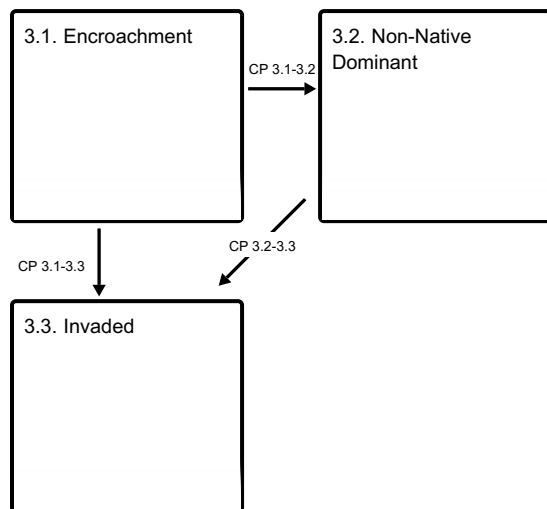 3.1. Encroachment
CP 3.1-3.2
3.2. Non-Native
Dominant
CP 3.1-3.3
CP 3.2-3.3
3.3. Invaded